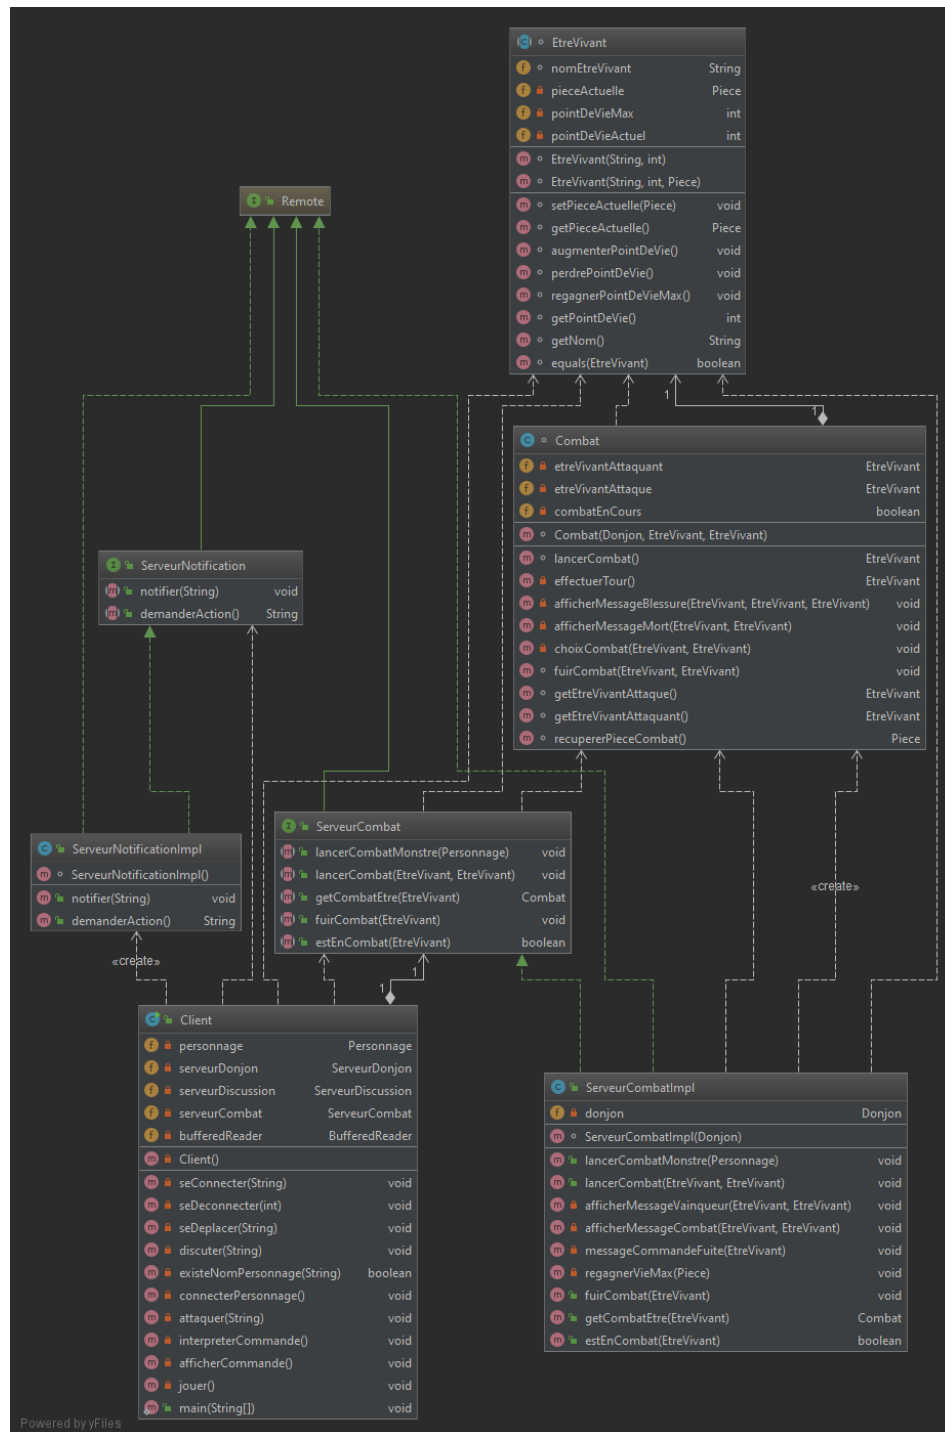 EtreVivant
nomEtreVivant String
pieceActuelle Piece
pointDeVieMax int
pointDeVieActuel int
EtreVivant(String, int)
EtreVivant(String, int, Piece)
setPieceActuelle(Piece) void
getPieceActuelle() Piece
augmenterPointDeVie() void
perdrePointDeVie() void
regagnerPointDeVieMax() void
getPointDeVie() int
getNom() String
equals(EtreVivant) boolean
Remote
1
1
Combat
etreVivantAttaquant EtreVivant
etreVivantAttaque EtreVivant
combatEnCours boolean
Combat(Donjon, EtreVivant, EtreVivant)
lancerCombat() EtreVivant
effectuerTour() EtreVivant
afficherMessageBlessure(EtreVivant, EtreVivant, EtreVivant) void
afficherMessageMort(EtreVivant, EtreVivant) void
choixCombat(EtreVivant, EtreVivant) void
fuirCombat(EtreVivant, EtreVivant) void
getEtreVivantAttaque() EtreVivant
getEtreVivantAttaquant() EtreVivant
recupererPieceCombat() Piece
ServeurNotification
notifier(String) void
demanderAction() String
ServeurNotificationImpl
ServeurNotificationImpl()
notifier(String) void
demanderAction() String
ServeurCombat
lancerCombatMonstre(Personnage) void
lancerCombat(EtreVivant, EtreVivant) void
getCombatEtre(EtreVivant) Combat
fuirCombat(EtreVivant) void
estEnCombat(EtreVivant) boolean
«create»
«create»
1
1
Client
personnage Personnage
serveurDonjon ServeurDonjon
serveurDiscussion ServeurDiscussion
serveurCombat ServeurCombat
bufferedReader BufferedReader
Client()
seConnecter(String) void
seDeconnecter(int) void
seDeplacer(String) void
discuter(String) void
existeNomPersonnage(String) boolean
connecterPersonnage() void
attaquer(String) void
interpreterCommande() void
afficherCommande() void
jouer() void
main(String[]) void
ServeurCombatImpl
donjon Donjon
ServeurCombatImpl(Donjon)
lancerCombatMonstre(Personnage) void
lancerCombat(EtreVivant, EtreVivant) void
afficherMessageVainqueur(EtreVivant, EtreVivant) void
afficherMessageCombat(EtreVivant, EtreVivant) void
messageCommandeFuite(EtreVivant) void
regagnerVieMax(Piece) void
fuirCombat(EtreVivant) void
getCombatEtre(EtreVivant) Combat
estEnCombat(EtreVivant) boolean
Powered by yFiles